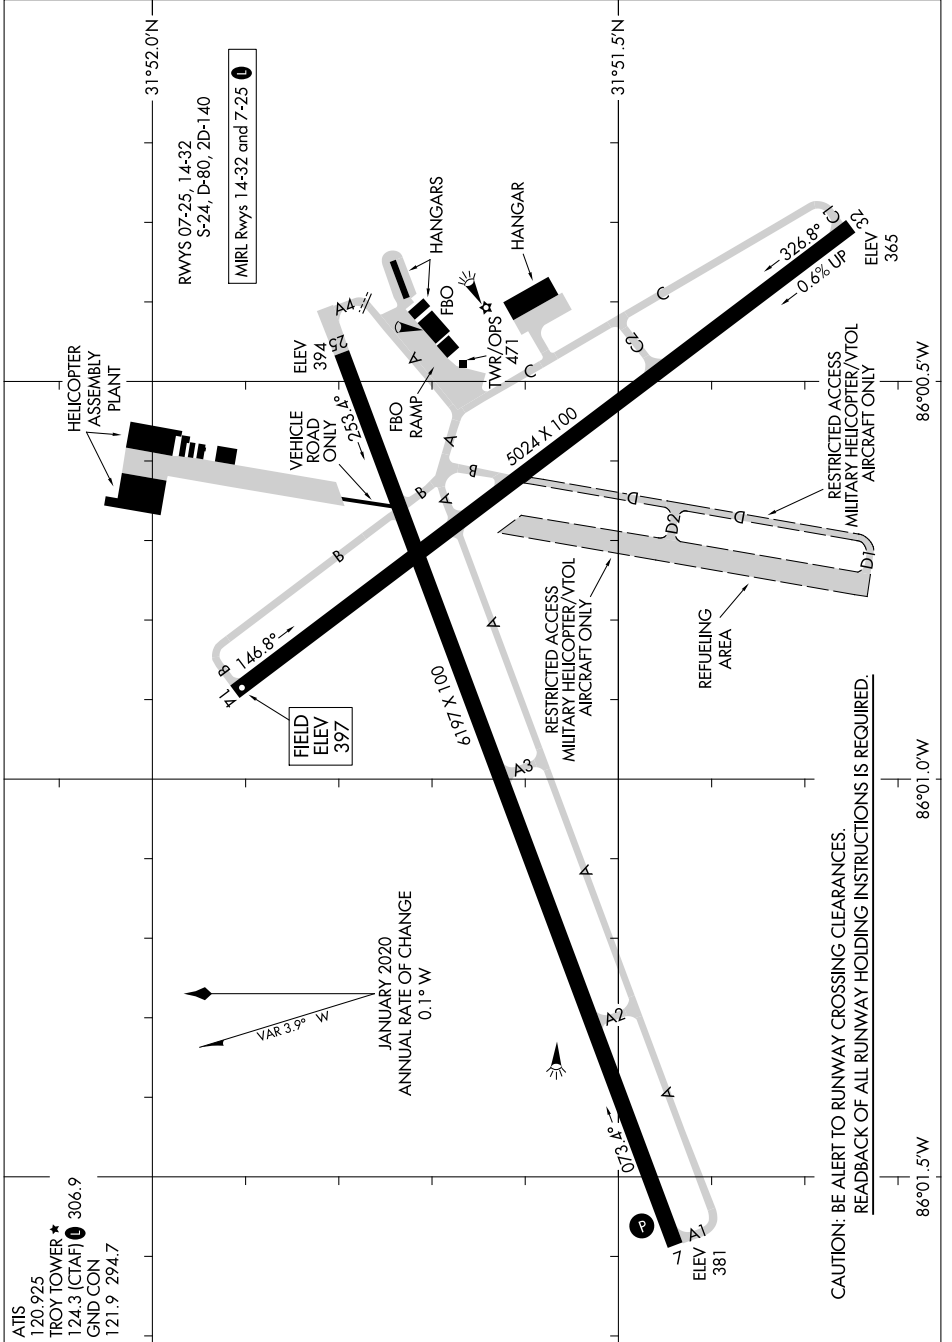 ATIS
120.925
TROY TOWER ★
124.3 (CTAF) L 306.9
GND CON
121.9 294.7
RWYS 07-25, 14-32
S-24, D-80, 2D-140
MIRL Rwys 14-32 and 7-25 L
31°52.0'N
31°51.5'N
86°00.5'W
86°01.0'W
86°01.5'W
JANUARY 2020
ANNUAL RATE OF CHANGE
0.1° W
VAR 3.9° W
HELICOPTER
ASSEMBLY
PLANT
VEHICLE
ROAD
ONLY
ELEV
394
25
A4
253.4°
HANGARS
FBO
A
FBO
RAMP
TWR/OPS
471
HANGAR
C
C
C2
C1
32
ELEV
365
326.8°
0.6% UP
5024 X 100
A
B
B
A
B
B
14
146.8°
FIELD
ELEV
397
6197 X 100
A
A3
A
A2
A
A1
7
ELEV
381
073.4°
P
D
D2
D
D1
RESTRICTED ACCESS
MILITARY HELICOPTER/VTOL
AIRCRAFT ONLY
RESTRICTED ACCESS
MILITARY HELICOPTER/VTOL
AIRCRAFT ONLY
REFUELING
AREA
CAUTION: BE ALERT TO RUNWAY CROSSING CLEARANCES.
READBACK OF ALL RUNWAY HOLDING INSTRUCTIONS IS REQUIRED.